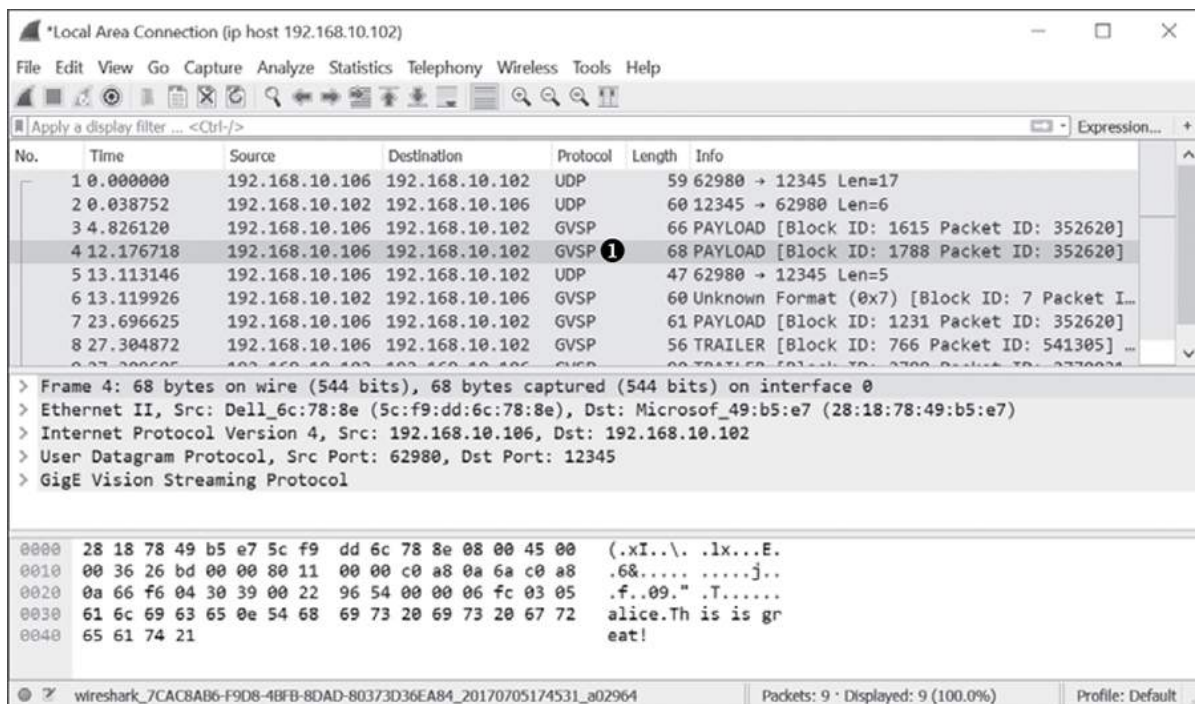 *Local Area Connection (ip host 192.168.10.102)
File Edit View Go Capture Analyze Statistics Telephony Wireless Tools Help
Apply a display filter ... <Ctrl-/> Expression... +
No. Time Source Destination Protocol Length Info
1 0.000000 192.168.10.106 192.168.10.102 UDP 59 62980 → 12345 Len=17
2 0.038752 192.168.10.102 192.168.10.106 UDP 60 12345 → 62980 Len=6
3 4.826120 192.168.10.106 192.168.10.102 GVSP 66 PAYLOAD [Block ID: 1615 Packet ID: 352620]
4 12.176718 192.168.10.106 192.168.10.102 GVSP 1 68 PAYLOAD [Block ID: 1788 Packet ID: 352620]
5 13.113146 192.168.10.106 192.168.10.102 UDP 47 62980 → 12345 Len=5
6 13.119926 192.168.10.102 192.168.10.106 GVSP 60 Unknown Format (0x7) [Block ID: 7 Packet I…
7 23.696625 192.168.10.106 192.168.10.102 GVSP 61 PAYLOAD [Block ID: 1231 Packet ID: 352620]
8 27.304872 192.168.10.106 192.168.10.102 GVSP 56 TRAILER [Block ID: 766 Packet ID: 541305] …
> Frame 4: 68 bytes on wire (544 bits), 68 bytes captured (544 bits) on interface 0
> Ethernet II, Src: Dell_6c:78:8e (5c:f9:dd:6c:78:8e), Dst: Microsof_49:b5:e7 (28:18:78:49:b5:e7)
> Internet Protocol Version 4, Src: 192.168.10.106, Dst: 192.168.10.102
> User Datagram Protocol, Src Port: 62980, Dst Port: 12345
> GigE Vision Streaming Protocol
0000 28 18 78 49 b5 e7 5c f9 dd 6c 78 8e 08 00 45 00 (.xI..\. .lx...E.
0010 00 36 26 bd 00 00 80 11 00 00 c0 a8 0a 6a c0 a8 .6&..... .....j..
0020 0a 66 f6 04 30 39 00 22 96 54 00 00 06 fc 03 05 .f..09." .T......
0030 61 6c 69 63 65 0e 54 68 69 73 20 69 73 20 67 72 alice.Th is is gr
0040 65 61 74 21 eat!
wireshark_7CAC8AB6-F9D8-4BFB-8DAD-80373D36EA84_20170705174531_a02964 Packets: 9 · Displayed: 9 (100.0%) Profile: Default